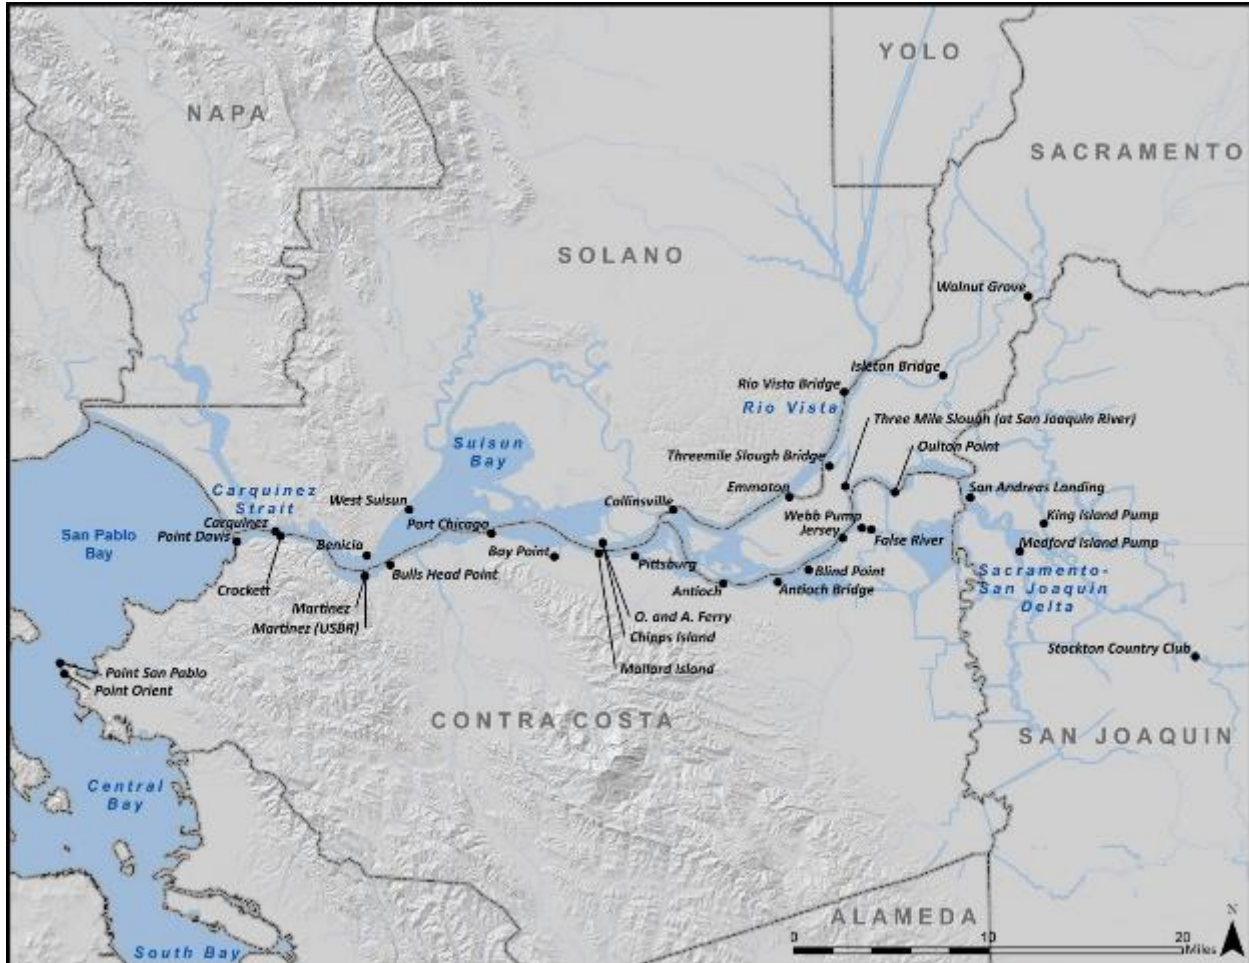 YOLO
NAPA
SACRAMENTO
SOLANO
Walnut Grove
Isleton Bridge
Rio Vista Bridge
Rio Vista
Three Mile Slough (at San Joaquin River)
Suisun
Bay
Oulton Point
Threemile Slough Bridge
Emmaton
San Andreas Landing
Carquinez
Strait
West Suisun
Collinsville
Webb Pump
King Island Pump
Carquinez
Port Chicago
Jersey
San Pablo
Bay
Point Davis
False River
Benicia
Bay Point
Medford Island Pump
Pittsburg
Bulls Head Point
Blind Point
Sacramento-
San Joaquin
Delta
Crockett
Antioch
Antioch Bridge
Martinez
O. and A. Ferry
Martinez (USBR)
Chipps Island
Stockton Country Club
Mallard Island
Point San Pablo
Point Orient
CONTRA COSTA
SAN JOAQUIN
Central
Bay
ALAMEDA
N
0 10 20
Miles
South Bay